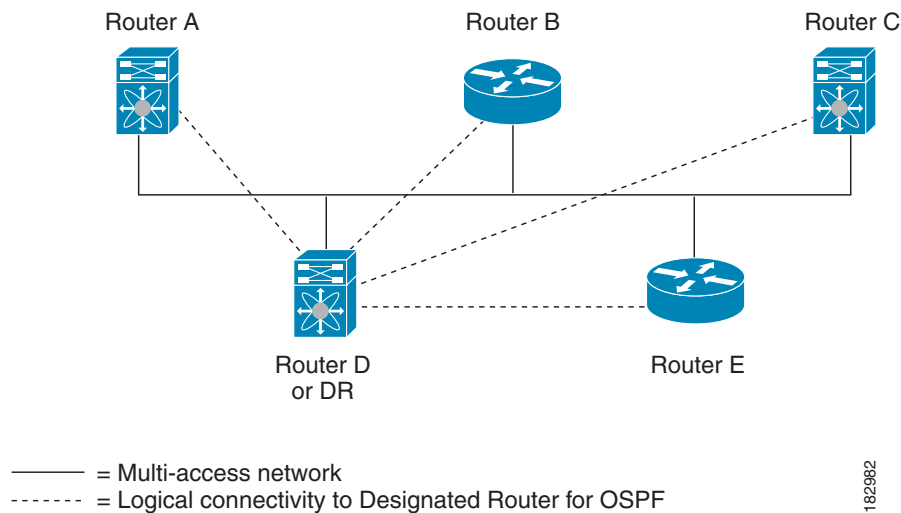 Router A
Router B
Router C
Router D
or DR
Router E
= Multi-access network
= Logical connectivity to Designated Router for OSPF
182982